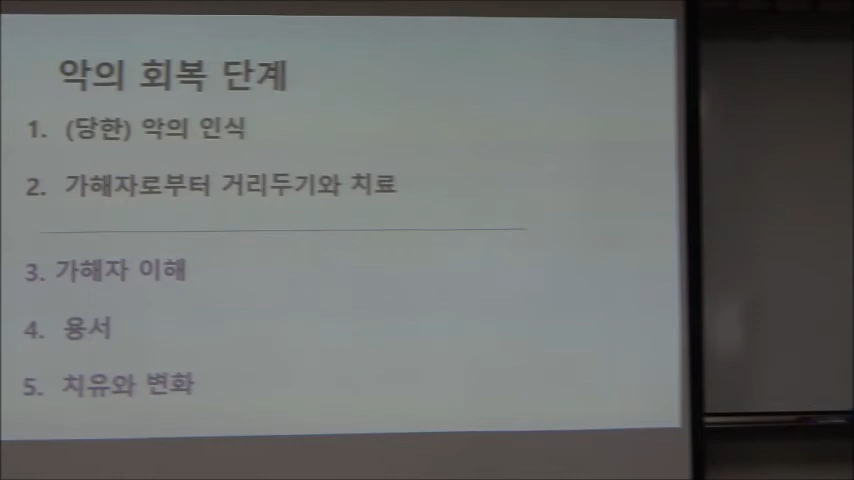 악의 회복 단계
1. (당한) 악의 인식
2. 가해자로부터 거리두기와 치료
3. 가해자 이해
4. 용서
5. 치유와 변화